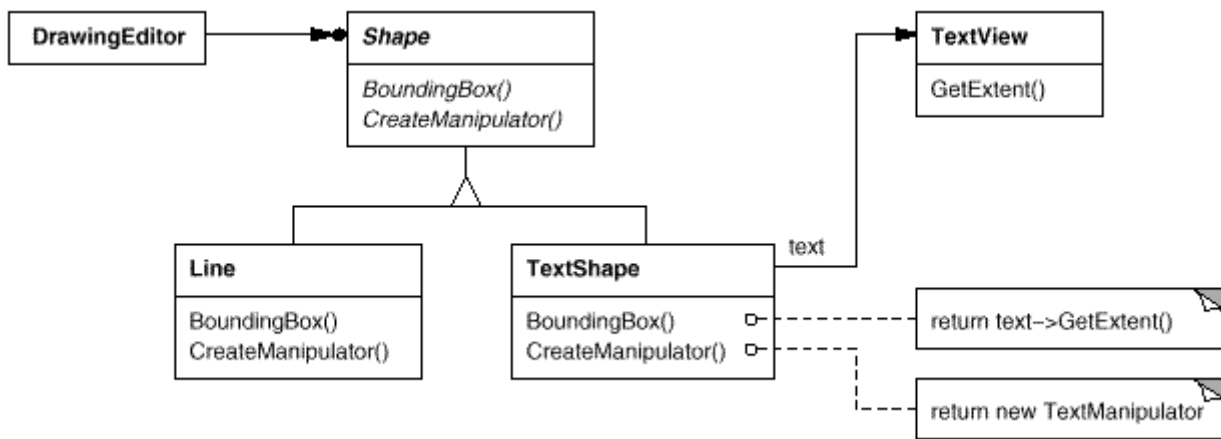 DrawingEditor
Shape
BoundingBox()
CreateManipulator()
TextView
GetExtent()
text
Line
BoundingBox()
CreateManipulator()
TextShape
BoundingBox()
CreateManipulator()
return text–>GetExtent()
return new TextManipulator